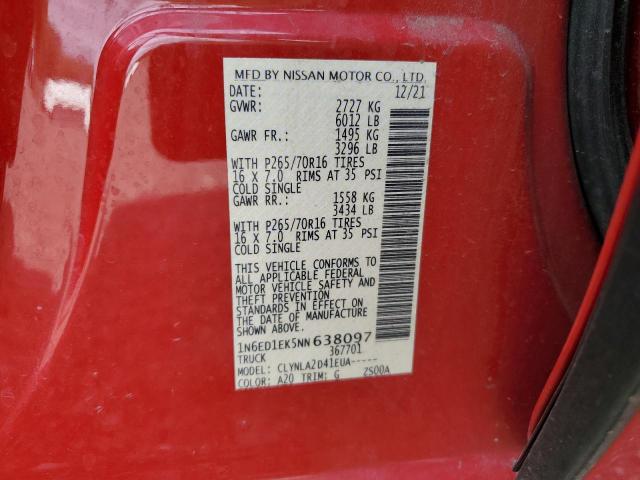 MFD BY NISSAN MOTOR CO., LTD.
DATE: 12/21
GVWR: 2727 KG
6012 LB
GAWR FR: 1495 KG
3296 LB
WITH P265/70R16 TIRES
16 X 7.0 RIMS AT 35 PSI
COLD SINGLE
GAWR RR: 1558 KG
3434 LB
WITH P265/70R16 TIRES
16 X 7.0 RIMS AT 35 PSI
COLD SINGLE
THIS VEHICLE CONFORMS TO
ALL APPLICABLE FEDERAL
MOTOR VEHICLE SAFETY AND
THEFT PREVENTION
STANDARDS IN EFFECT ON
THE DATE OF MANUFACTURE
SHOWN ABOVE.
1N6ED1EK5NN638097
TRUCK 367701
MODEL: CLYNLA2D41EUA-----
COLOR: A20 TRIM: G ZS00A